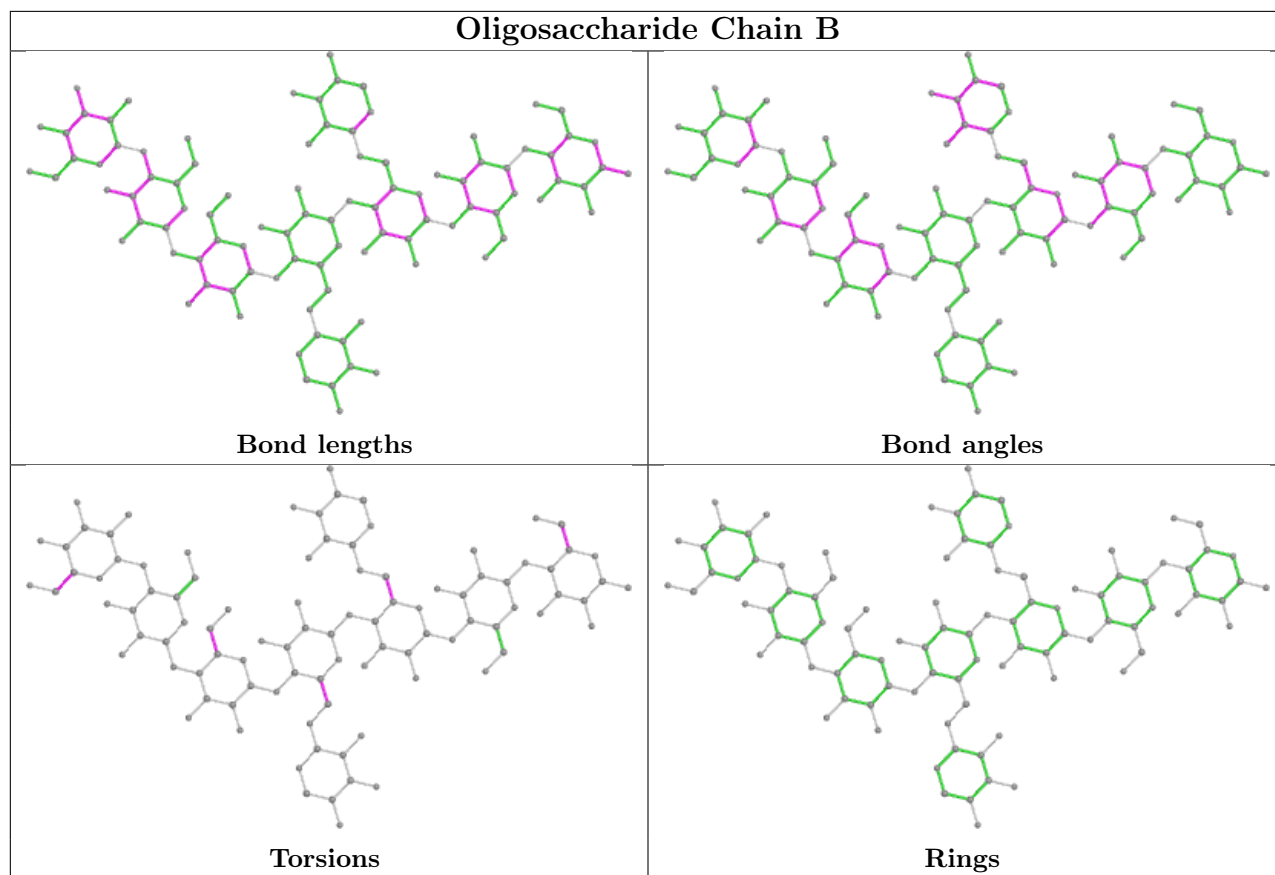 Oligosaccharide Chain B
Bond lengths
Bond angles
Torsions
Rings